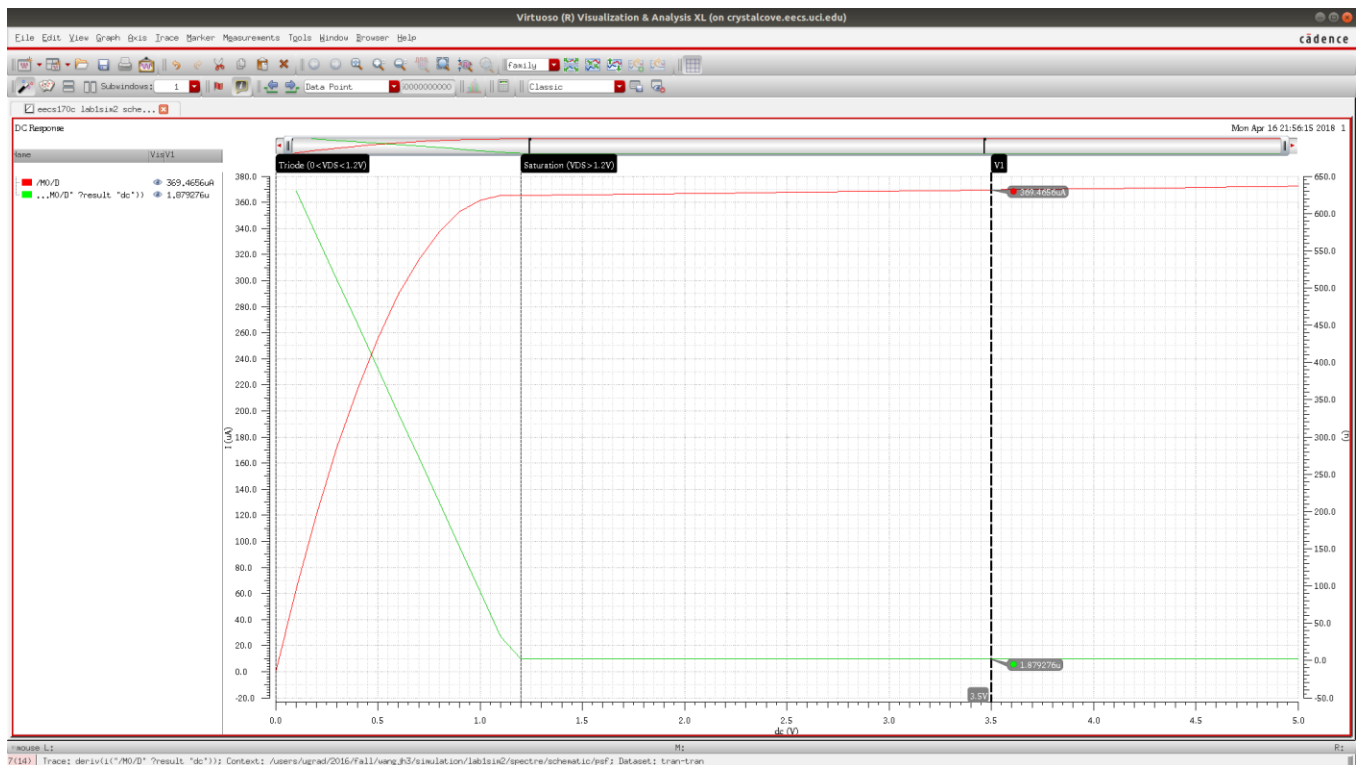 Virtuoso (R) Visualization & Analysis XL (on crystalcove.eecs.uci.edu)
File Edit View Graph Axis Trace Marker Measurements Tools Window Browser Help
cādence
family
Subwindows: 1
Data Point
Classic
eecs170c lab1sim2 sche...
DC Response
Mon Apr 16 21:56:15 2018 1
Name
Vis
V1
/M0/D
369.4656uA
...M0/D" ?result "dc"))
1.879276u
Triode (0<VDS<1.2V)
Saturation (VDS>1.2V)
V1
380.0
360.0
340.0
320.0
300.0
280.0
260.0
240.0
220.0
200.0
180.0
160.0
140.0
120.0
100.0
80.0
60.0
40.0
20.0
0.0
-20.0
I (uA)
369.4656uA
1.879276u
3.5V
650.0
600.0
550.0
500.0
450.0
400.0
350.0
300.0
250.0
200.0
150.0
100.0
50.0
0.0
-50.0
(u)
0.0 0.5 1.0 1.5 2.0 2.5 3.0 3.5 4.0 4.5 5.0
dc (V)
mouse L:
M:
R:
7(14) Trace: deriv(i("/M0/D" ?result "dc")); Context: /users/ugrad/2016/fall/wangjh3/simulation/lab1sim2/spectre/schematic/psf; Dataset: tran-tran